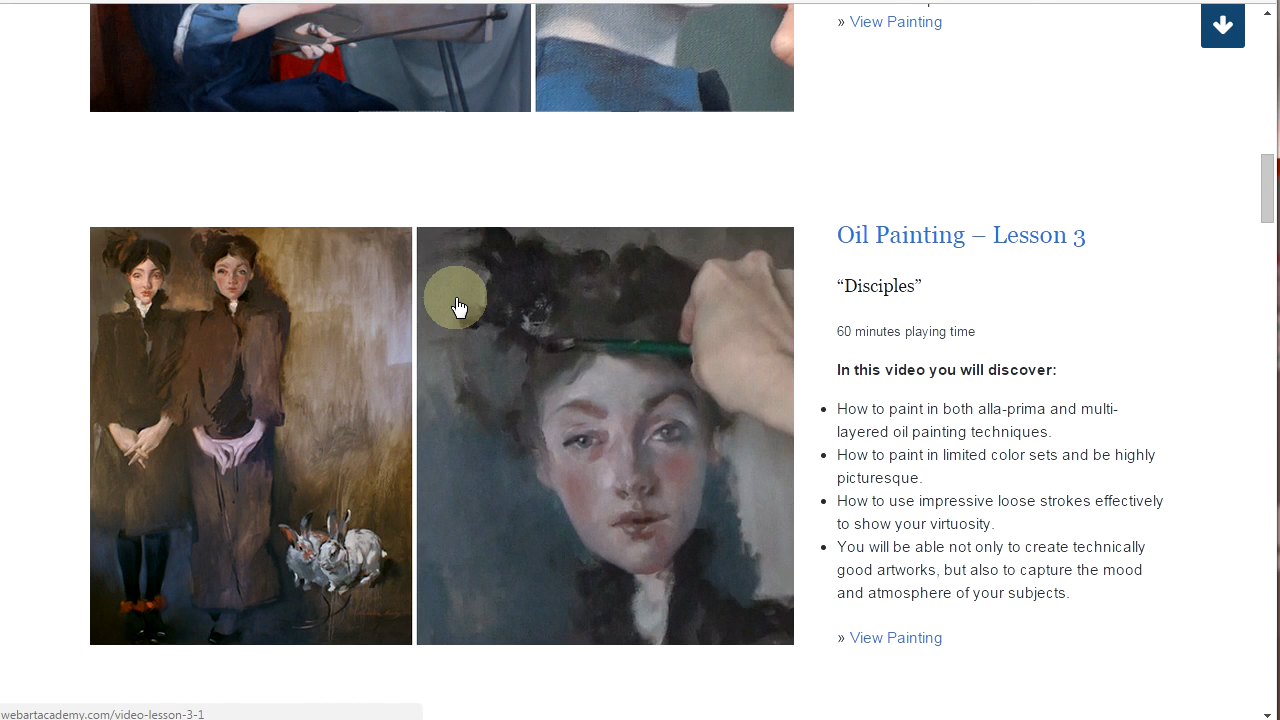 » View Painting
Oil Painting – Lesson 3
“Disciples”
60 minutes playing time
In this video you will discover:
How to paint in both alla-prima and multi-
layered oil painting techniques.
How to paint in limited color sets and be highly
picturesque.
How to use impressive loose strokes effectively
to show your virtuosity.
You will be able not only to create technically
good artworks, but also to capture the mood
and atmosphere of your subjects.
» View Painting
webartacademy.com/video-lesson-3-1